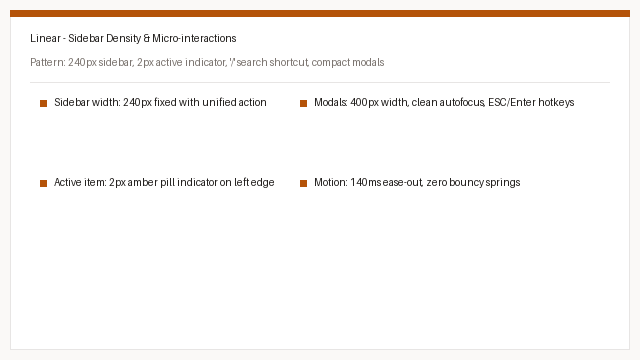 Linear - Sidebar Density & Micro-interactions
Pattern: 240px sidebar, 2px active indicator, '/' search shortcut, compact modals
Sidebar width: 240px fixed with unified action
Modals: 400px width, clean autofocus, ESC/Enter hotkeys
Active item: 2px amber pill indicator on left edge
Motion: 140ms ease-out, zero bouncy springs